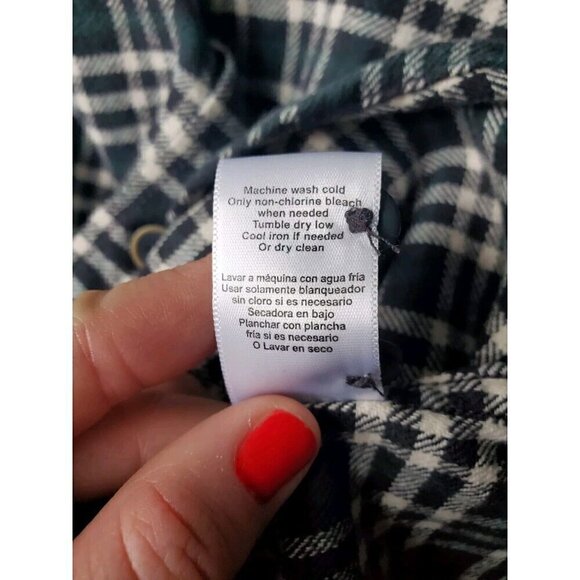 Machine wash cold
Only non-chlorine bleach
when needed
Tumble dry low
Cool iron if needed
Or dry clean
Lavar a máquina con agua fría
Usar solamente blanqueador
sin cloro si es necesario
Secadora en bajo
Planchar con plancha
fría si es necesario
O Lavar en seco